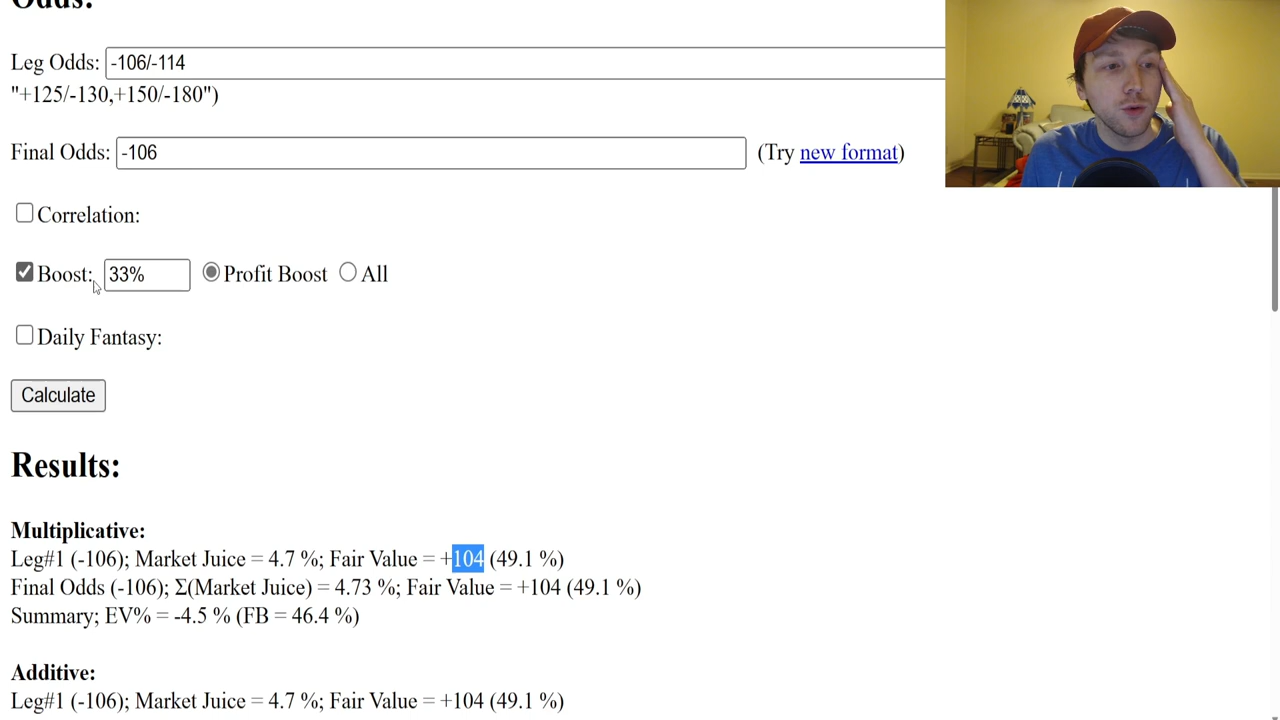 Odds:
Leg Odds: -106/-114
"+125/-130,+150/-180")
Final Odds: -106 (Try new format)
Correlation:
Boost: 33% Profit Boost All
Daily Fantasy:
Calculate
Results:
Multiplicative:
Leg#1 (-106); Market Juice = 4.7 %; Fair Value = +104 (49.1 %)
Final Odds (-106); Σ(Market Juice) = 4.73 %; Fair Value = +104 (49.1 %)
Summary; EV% = -4.5 % (FB = 46.4 %)
Additive:
Leg#1 (-106); Market Juice = 4.7 %; Fair Value = +104 (49.1 %)